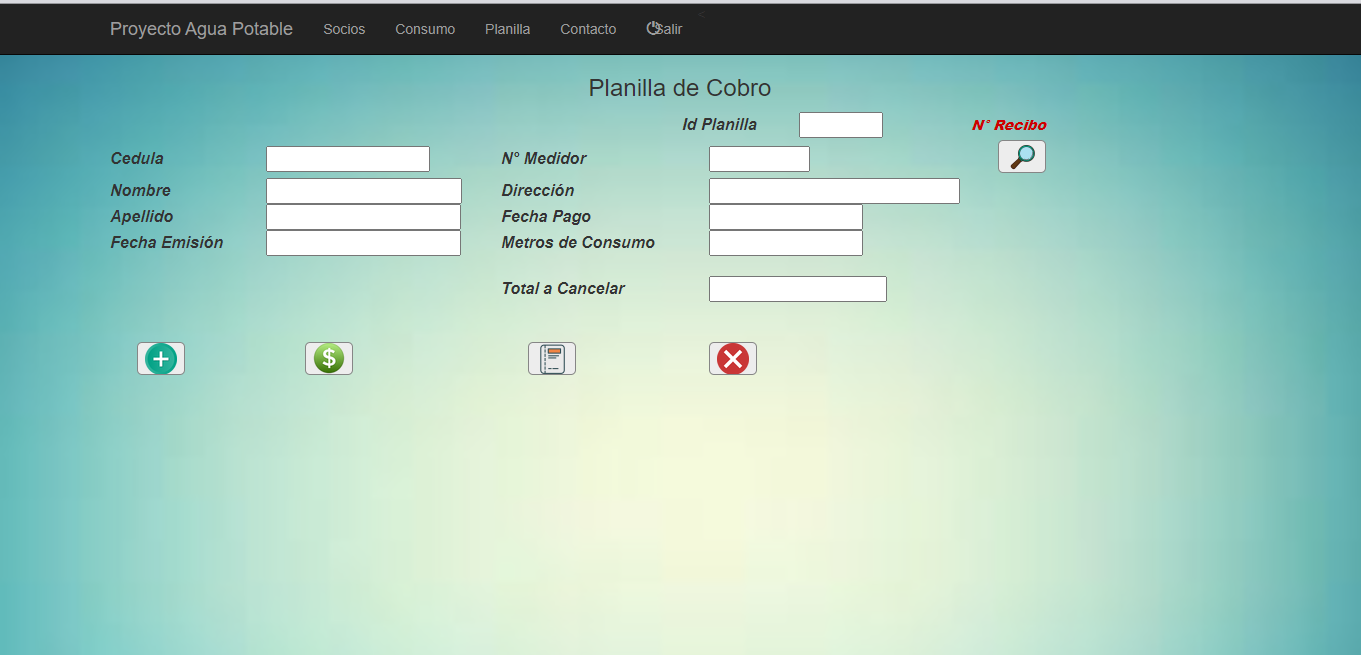 Proyecto Agua Potable Socios Consumo Planilla Contacto Salir <
Planilla de Cobro
Id Planilla N° Recibo
Cedula N° Medidor
Nombre Dirección
Apellido Fecha Pago
Fecha Emisión Metros de Consumo
Total a Cancelar